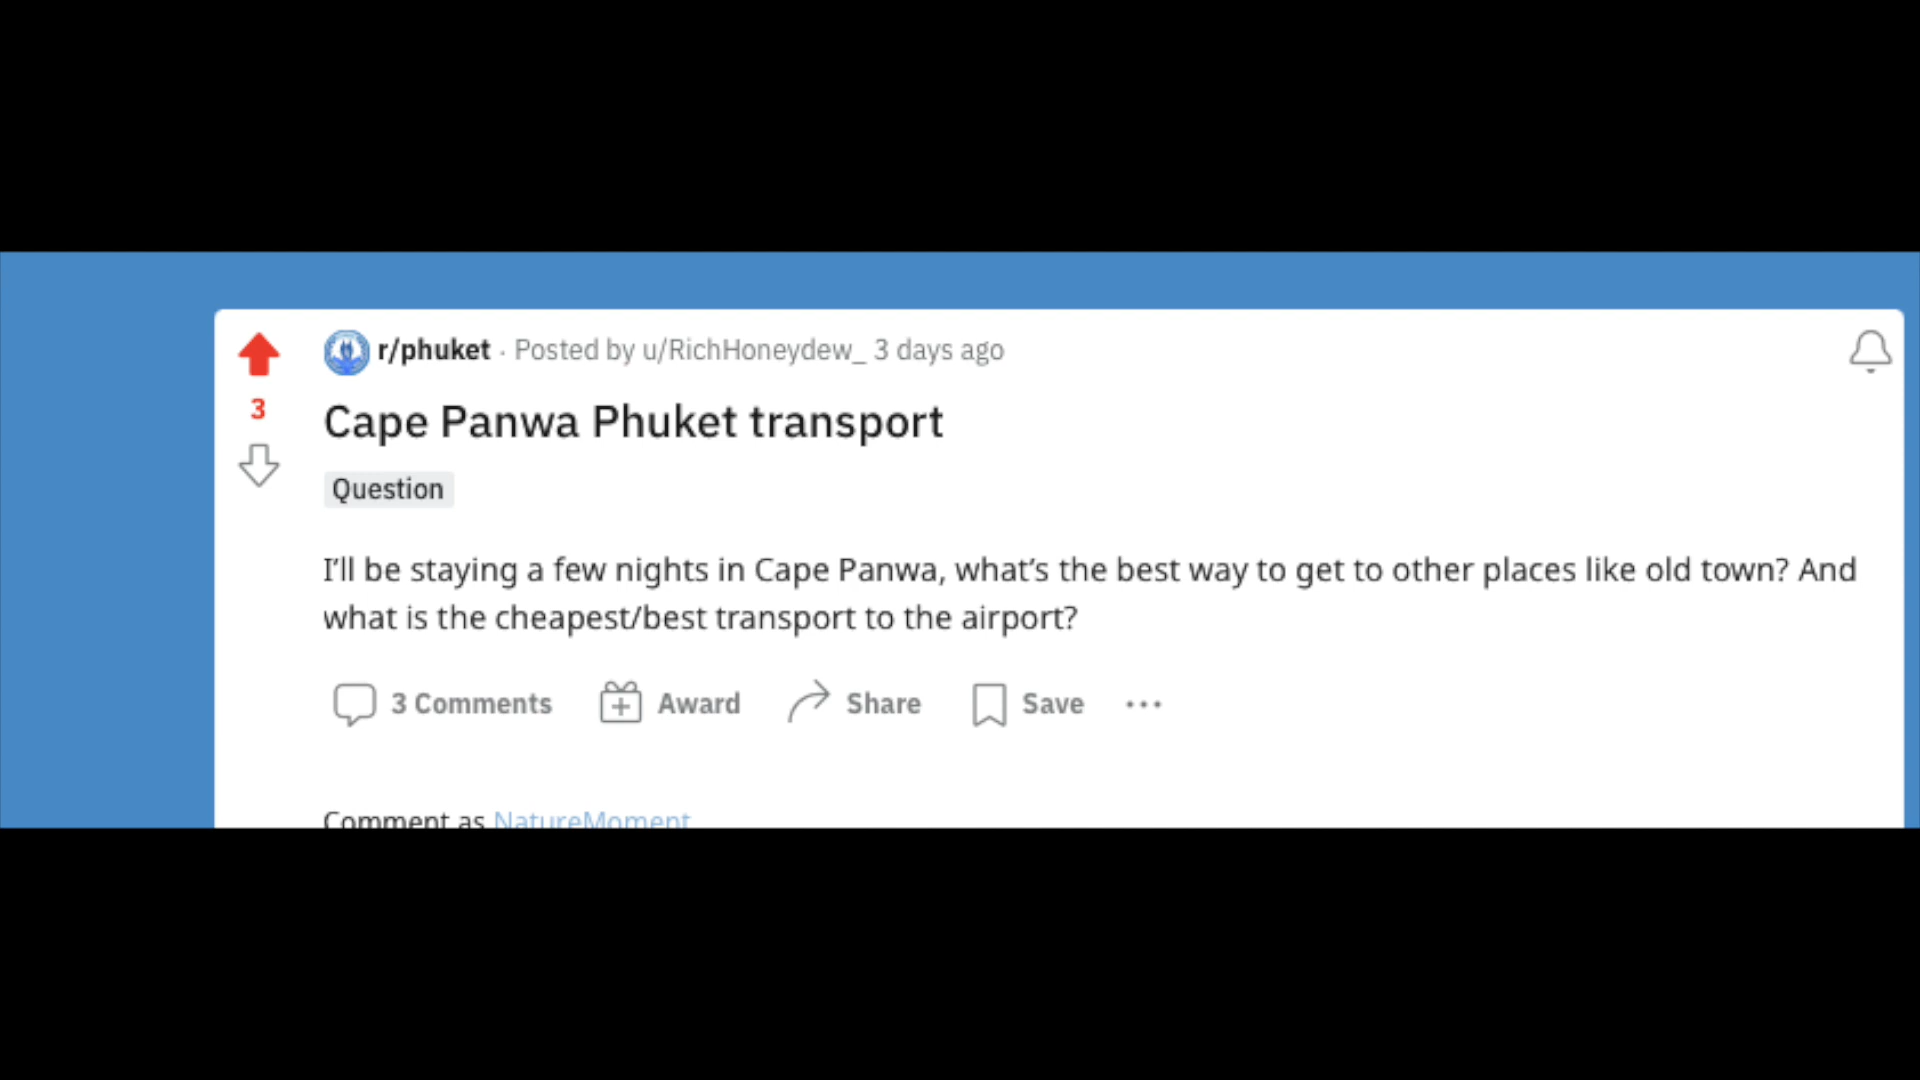 r/phuket · Posted by u/RichHoneydew_ 3 days ago
3
Cape Panwa Phuket transport
Question
I'll be staying a few nights in Cape Panwa, what's the best way to get to other places like old town? And
what is the cheapest/best transport to the airport?
3 Comments Award Share Save ...
Comment as NatureMoment